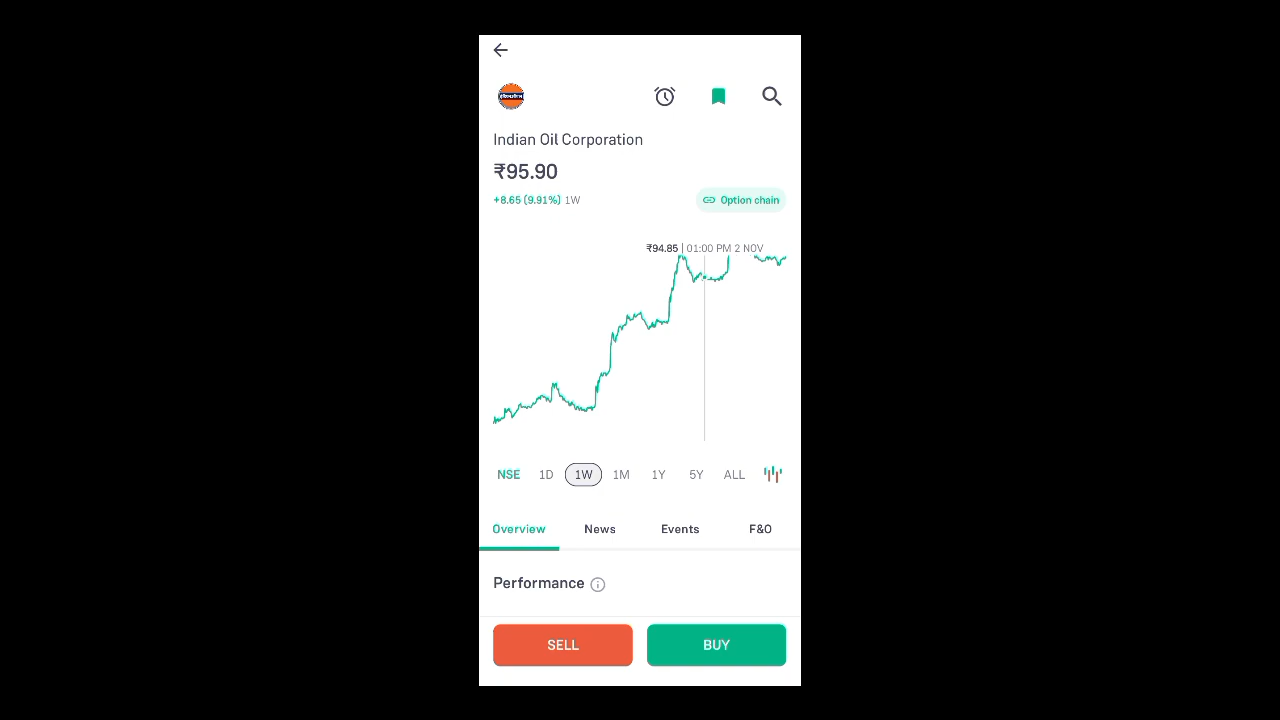 इंडियनऑयल
Indian Oil Corporation
₹95.90
+8.65 (9.91%) 1W
Option chain
₹94.85 | 01:00 PM 2 NOV
NSE 1D 1W 1M 1Y 5Y ALL
Overview News Events F&O
Performance
SELL BUY